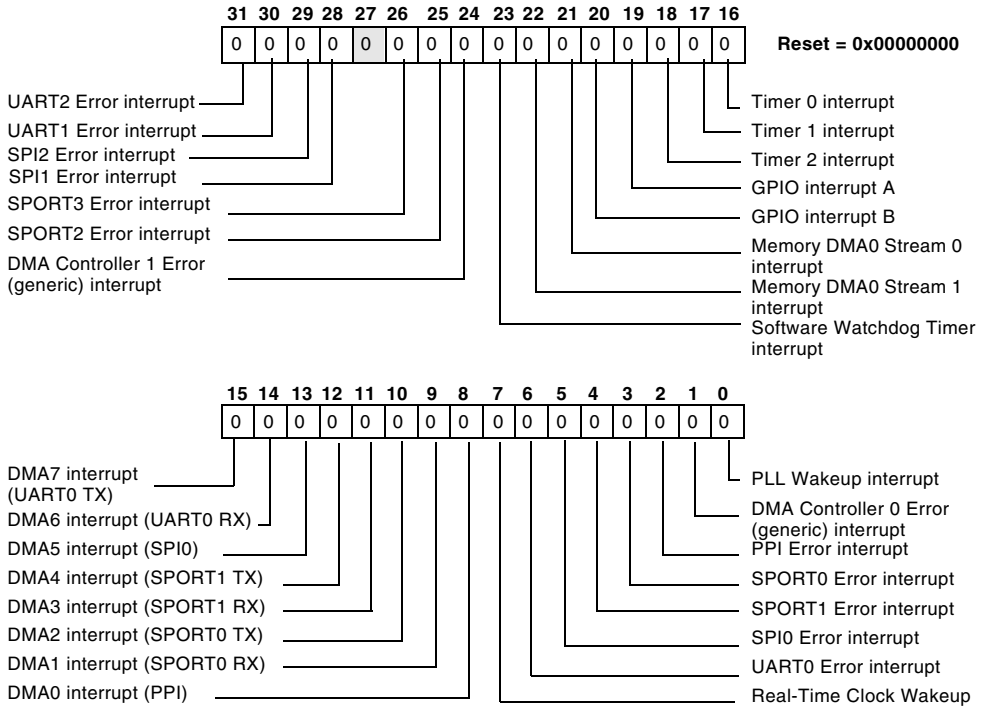 31 30 29 28 27 26 25 24 23 22 21 20 19 18 17 16
0 0 0 0 0 0 0 0 0 0 0 0 0 0 0 0
Reset = 0x00000000
UART2 Error interrupt
UART1 Error interrupt
SPI2 Error interrupt
SPI1 Error interrupt
SPORT3 Error interrupt
SPORT2 Error interrupt
DMA Controller 1 Error
(generic) interrupt
Timer 0 interrupt
Timer 1 interrupt
Timer 2 interrupt
GPIO interrupt A
GPIO interrupt B
Memory DMA0 Stream 0
interrupt
Memory DMA0 Stream 1
interrupt
Software Watchdog Timer
interrupt
15 14 13 12 11 10 9 8 7 6 5 4 3 2 1 0
0 0 0 0 0 0 0 0 0 0 0 0 0 0 0 0
DMA7 interrupt
(UART0 TX)
DMA6 interrupt (UART0 RX)
DMA5 interrupt (SPI0)
DMA4 interrupt (SPORT1 TX)
DMA3 interrupt (SPORT1 RX)
DMA2 interrupt (SPORT0 TX)
DMA1 interrupt (SPORT0 RX)
DMA0 interrupt (PPI)
PLL Wakeup interrupt
DMA Controller 0 Error
(generic) interrupt
PPI Error interrupt
SPORT0 Error interrupt
SPORT1 Error interrupt
SPI0 Error interrupt
UART0 Error interrupt
Real-Time Clock Wakeup